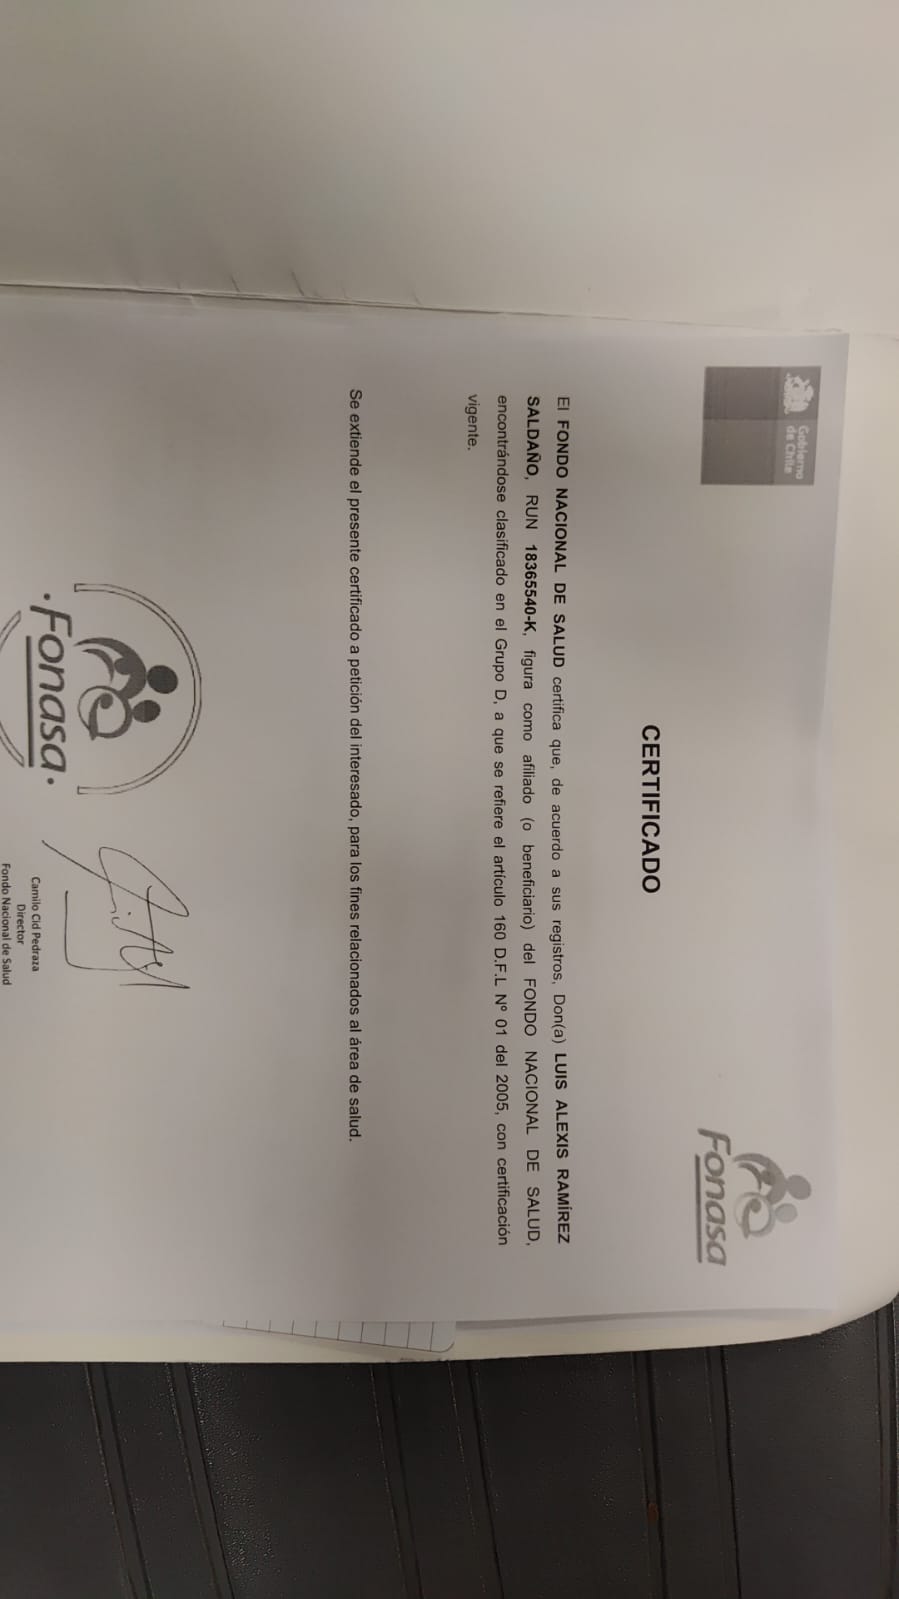 Gobierno
de Chile
Fonasa
CERTIFICADO
El FONDO NACIONAL DE SALUD certifica que, de acuerdo a sus registros, Don(a) LUIS ALEXIS RAMÍREZ
SALDAÑO, RUN 18365540-K, figura como afiliado (o beneficiario) del FONDO NACIONAL DE SALUD,
encontrándose clasificado en el Grupo D, a que se refiere el artículo 160 D.F.L Nº 01 del 2005, con certificación
vigente.
Se extiende el presente certificado a petición del interesado, para los fines relacionados al área de salud.
·Fonasa·
Camilo Cid Pedraza
Director
Fondo Nacional de Salud